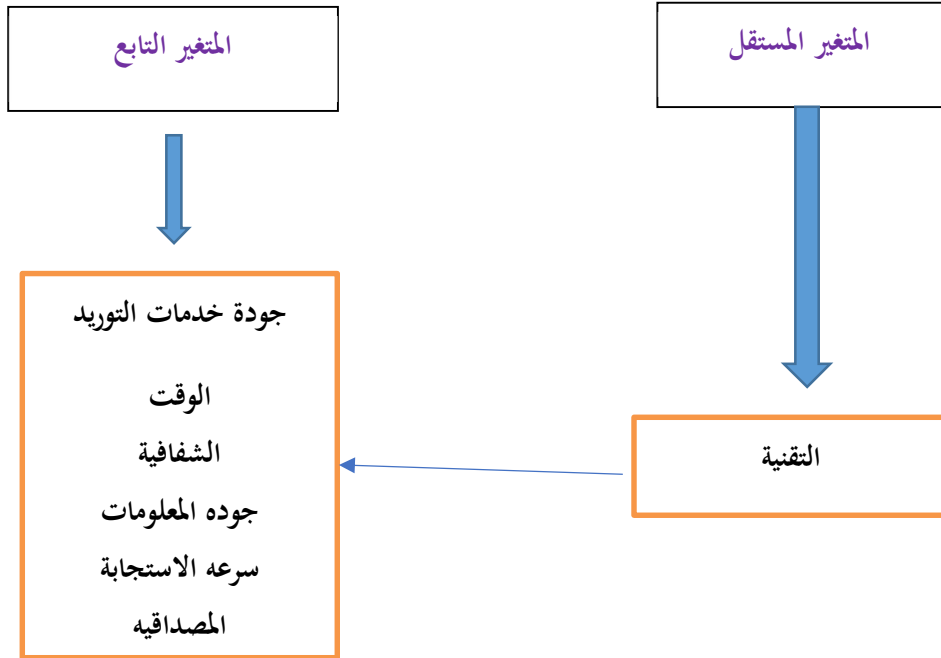 المتغير المستقل
المتغير التابع
التقنية
جودة خدمات التوريد
الوقت
الشفافية
جوده المعلومات
سرعه الاستجابة
المصداقيه